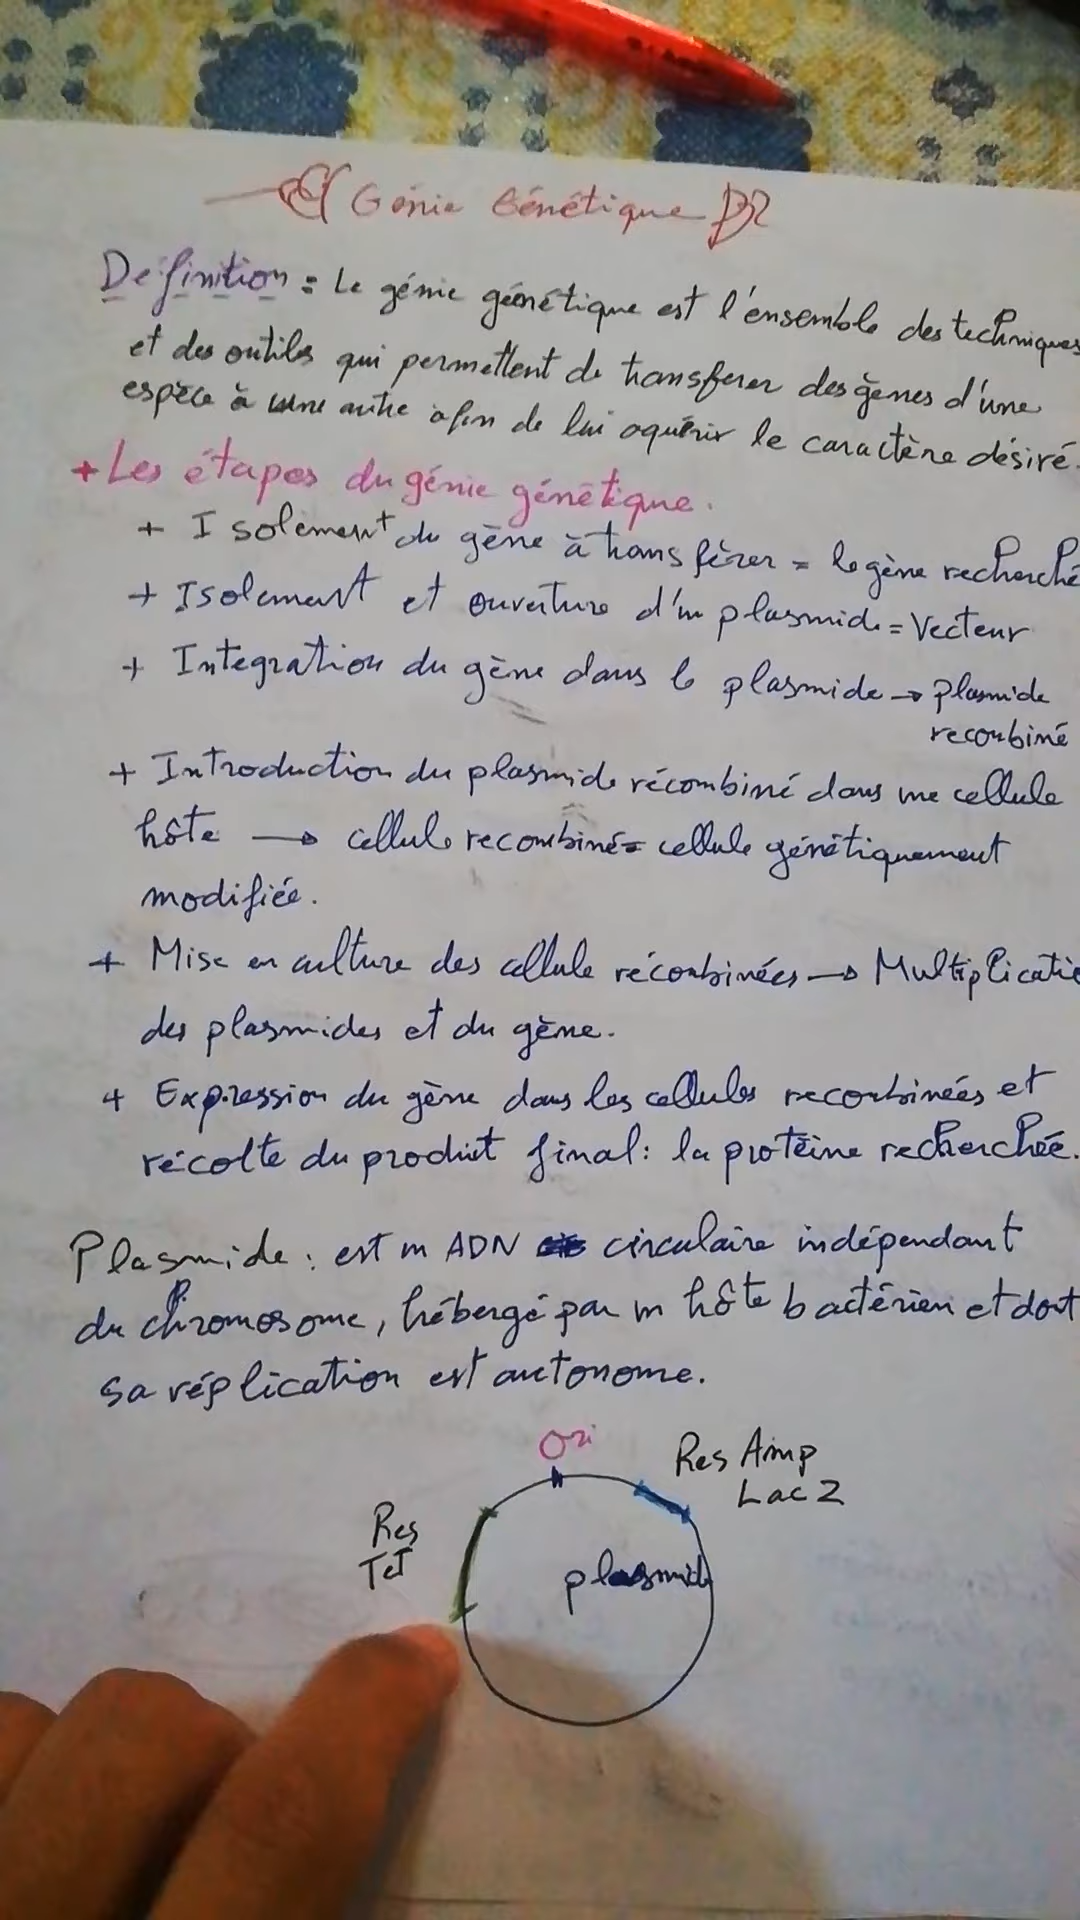 Génie Génétique
Définition : Le génie géonétique est l'ensemble des techniques
et des outils qui permettent de transferer des gènes d'une
espèce à une autre afin de lui aquérir le caractère désiré.
+ Les étapes du génie génétique.
+ Isolement du gène à transférer = le gène recherché
+ Isolement et ouverture d'un plasmide = Vecteur
+ Integration du gène dans le plasmide → plasmide
recombiné
+ Introduction du plasmide récombiné dans une cellule
hôte → cellule recombiné = cellule génétiquement
modifiée.
+ Mise en culture des cellule récombinées → Multiplicatio
des plasmides et du gène.
+ Expression du gène dans les cellules recombineés et
récolte du produit final : la protéine recherchée.
Plasmide : est un ADN circulaire indépendant
du chromosome, hébergé par un hôte bactérien et dont
sa réplication est autonome.
Ori
Res Amp
Lac Z
Res
Tet
plasmide